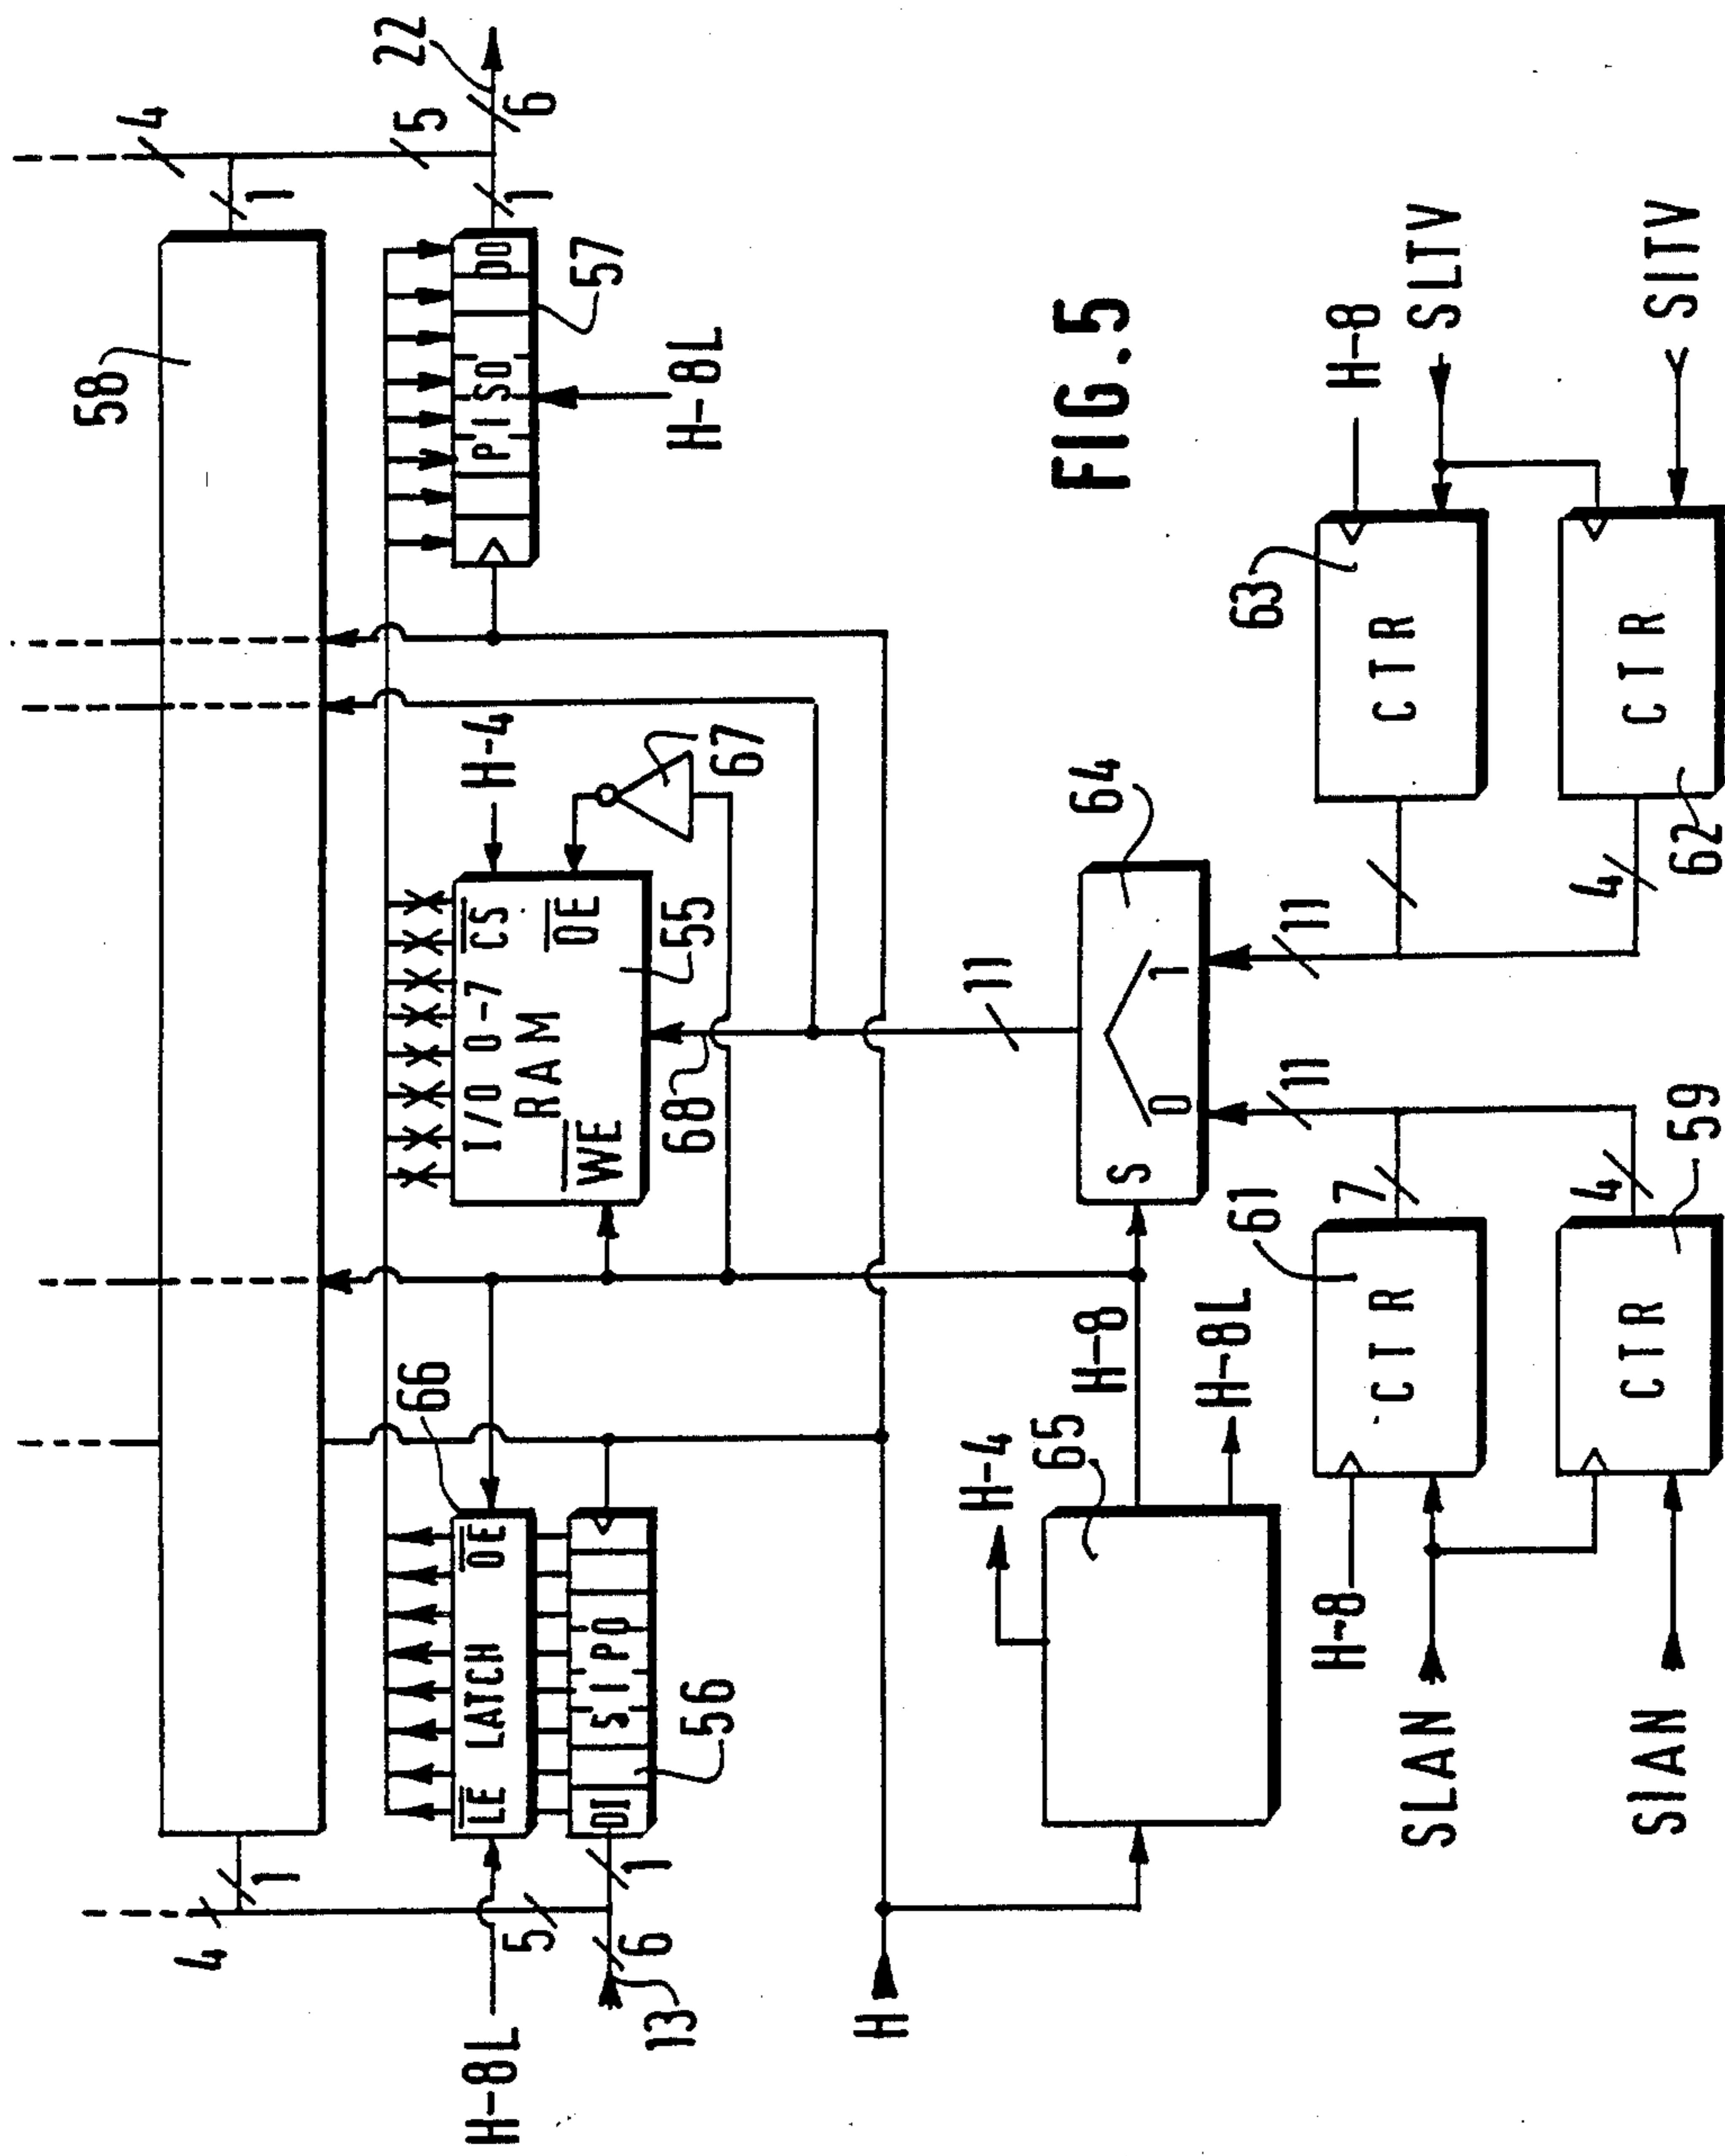 58
4
1
5
22
6
1
4
1
5
H-8L
6
13
1
66
LE LATCH OE
DI SIPO
56
I/O 0-7 CS
RAM
OE
WE
55
H-4
67
68
PISO DO
57
H-8L
H
65
H-4
H-8
H-8L
11
S
0
1
64
11
11
FIG.5
H-8
SLAN
SIAN
61
CTR
7
CTR
4
59
63
CTR
H-8
SLTV
CTR
4
62
SITV